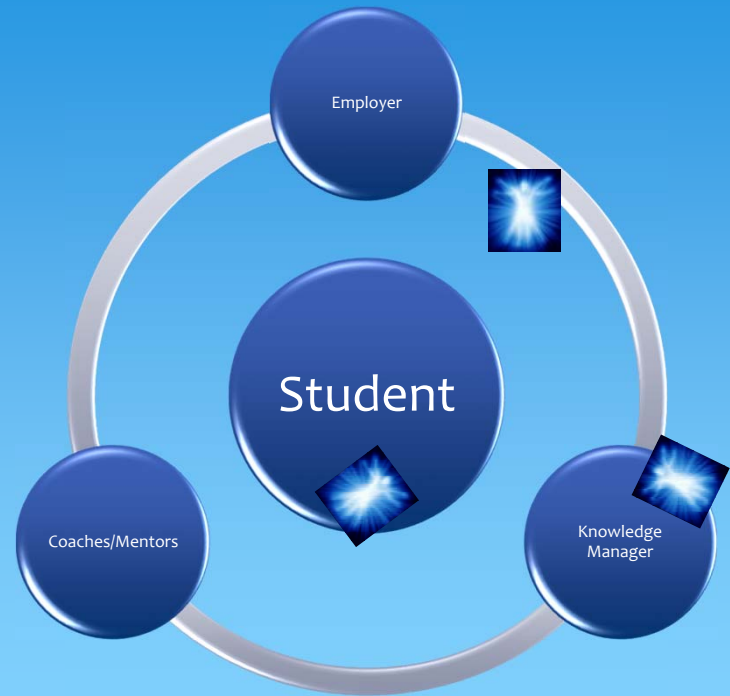 Employer
Student
Coaches/Mentors
Knowledge
Manager